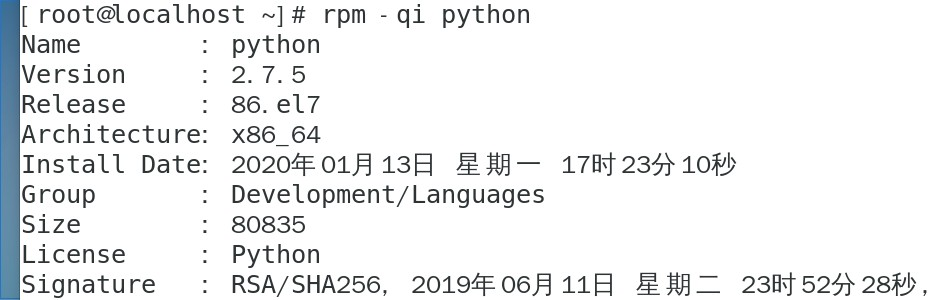 [root@localhost ~]# rpm -qi python
Name        : python
Version     : 2.7.5
Release     : 86.el7
Architecture: x86_64
Install Date: 2020年01月13日 星期一 17时23分10秒
Group       : Development/Languages
Size        : 80835
License     : Python
Signature   : RSA/SHA256, 2019年06月11日 星期二 23时52分28秒,